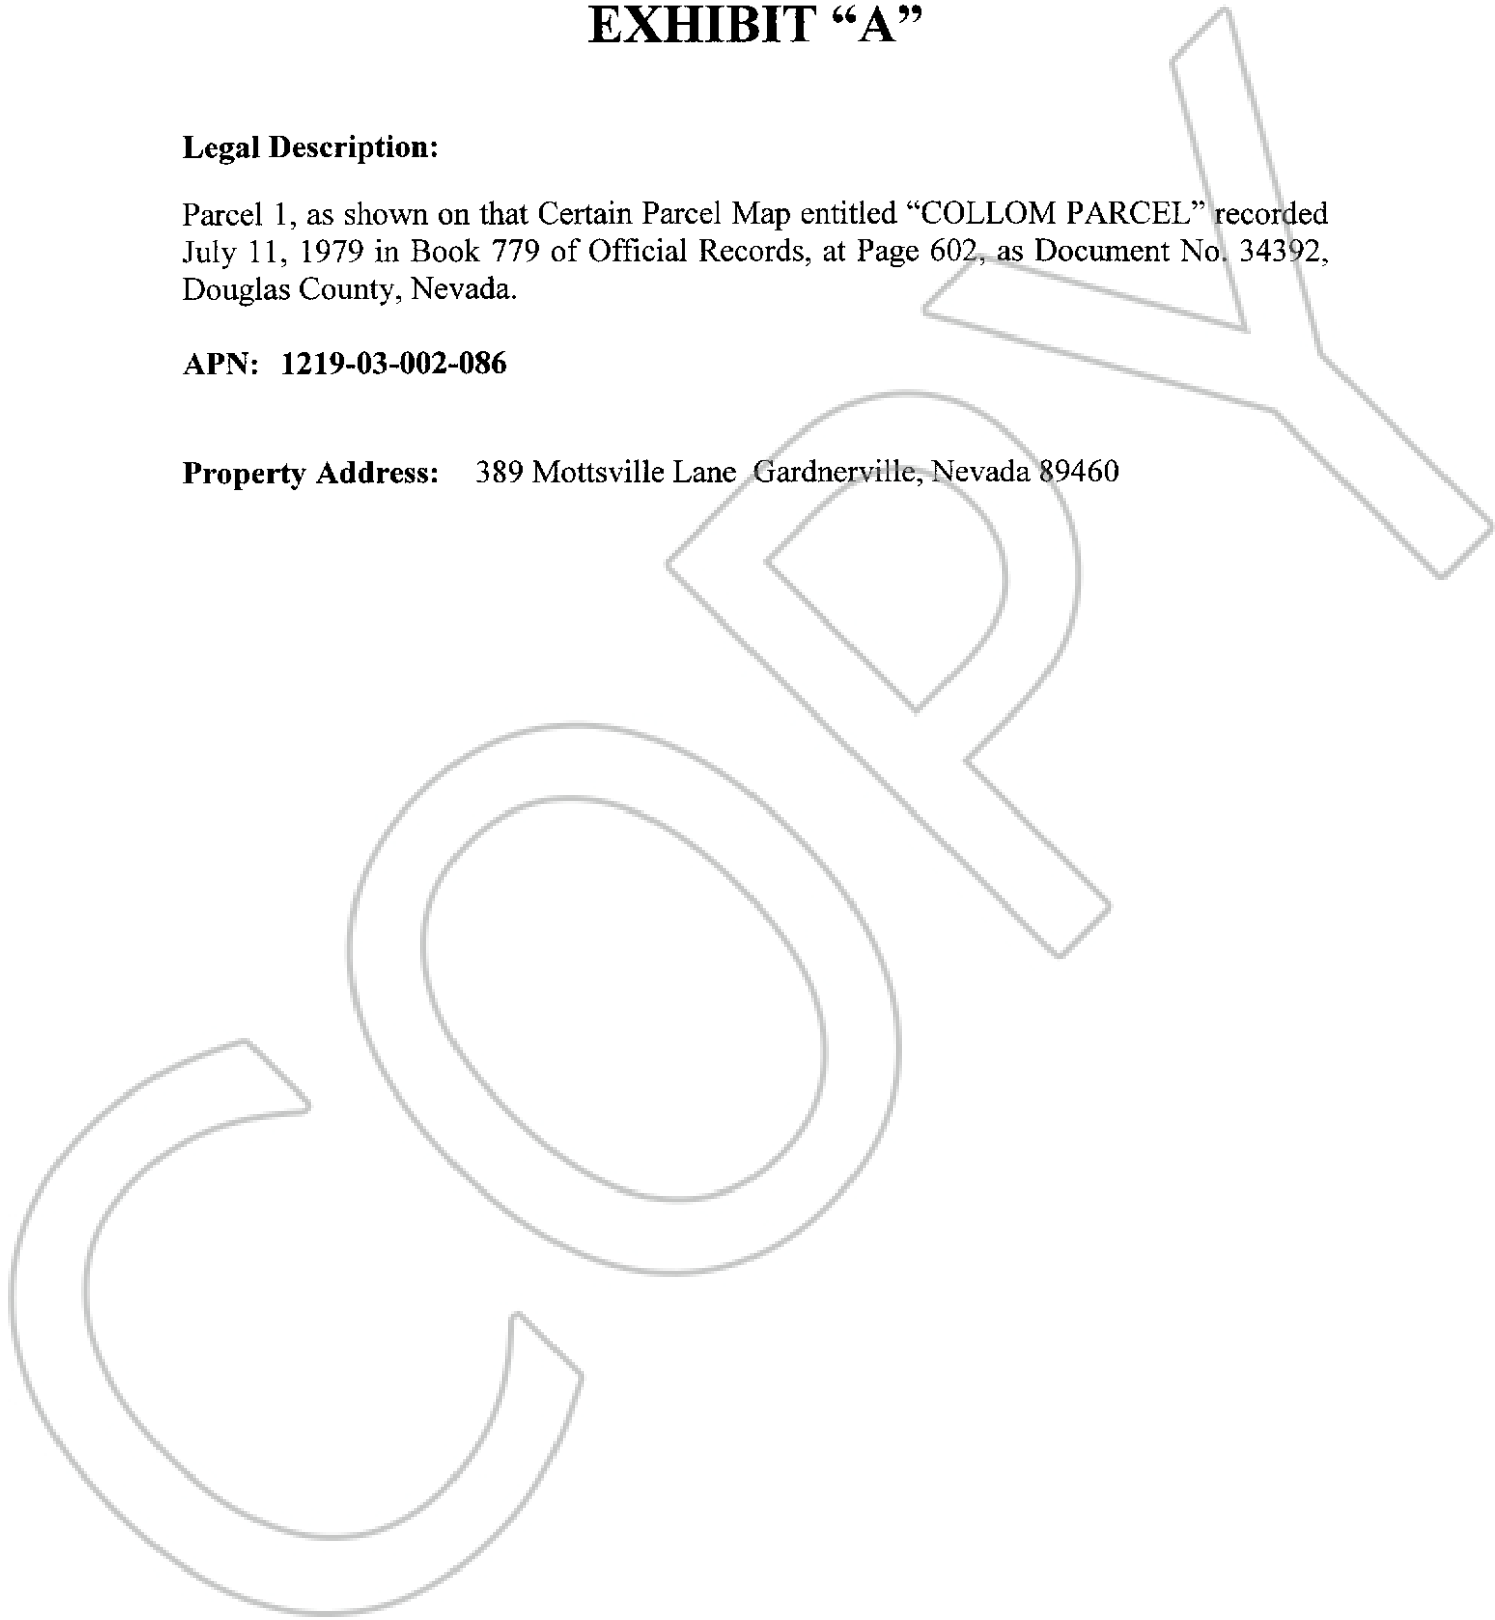 EXHIBIT “A”
Legal Description:
Parcel 1, as shown on that Certain Parcel Map entitled “COLLOM PARCEL” recorded
July 11, 1979 in Book 779 of Official Records, at Page 602, as Document No. 34392,
Douglas County, Nevada.
APN: 1219-03-002-086
Property Address: 389 Mottsville Lane Gardnerville, Nevada 89460
COPY